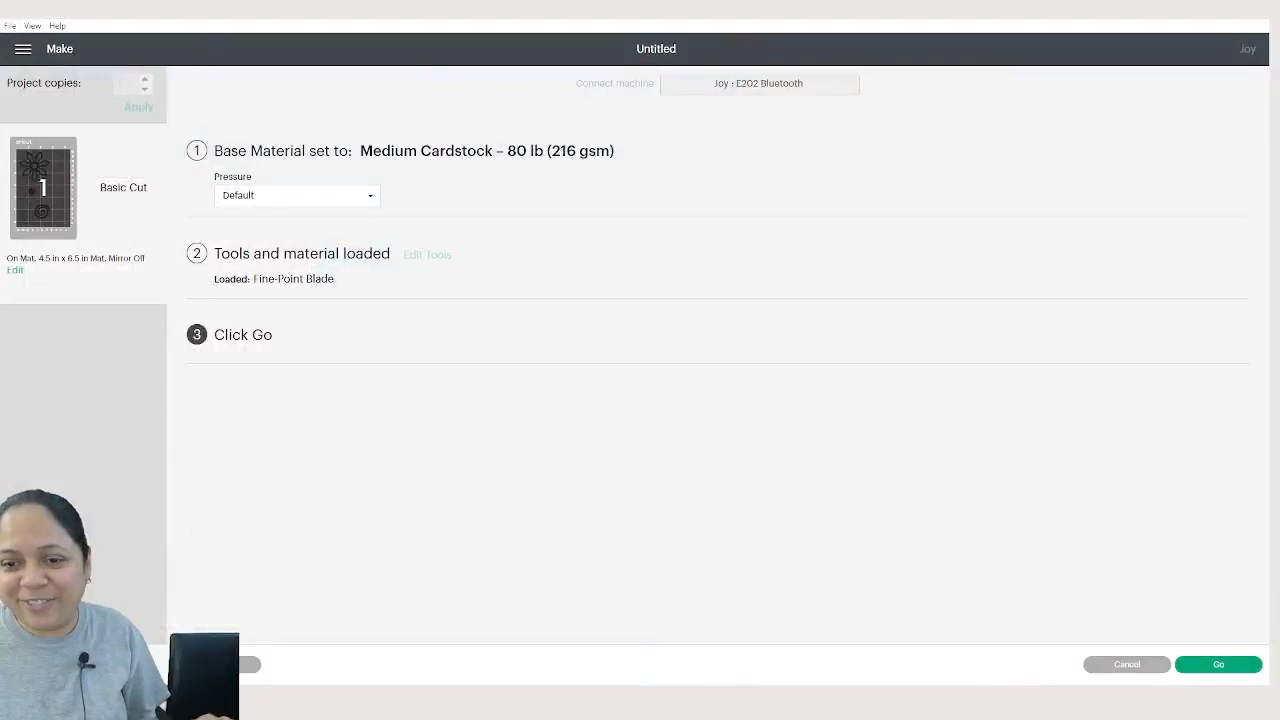 File View Help
Make
Untitled
Joy
Project copies:
1
Apply
Connect machine
Joy : E202 Bluetooth
cricut
1
Basic Cut
On Mat, 4.5 in x 6.5 in Mat, Mirror Off
Edit
1 Base Material set to: Medium Cardstock – 80 lb (216 gsm)
Pressure
Default
2 Tools and material loaded Edit Tools
Loaded: Fine-Point Blade
3 Click Go
Cancel
Go